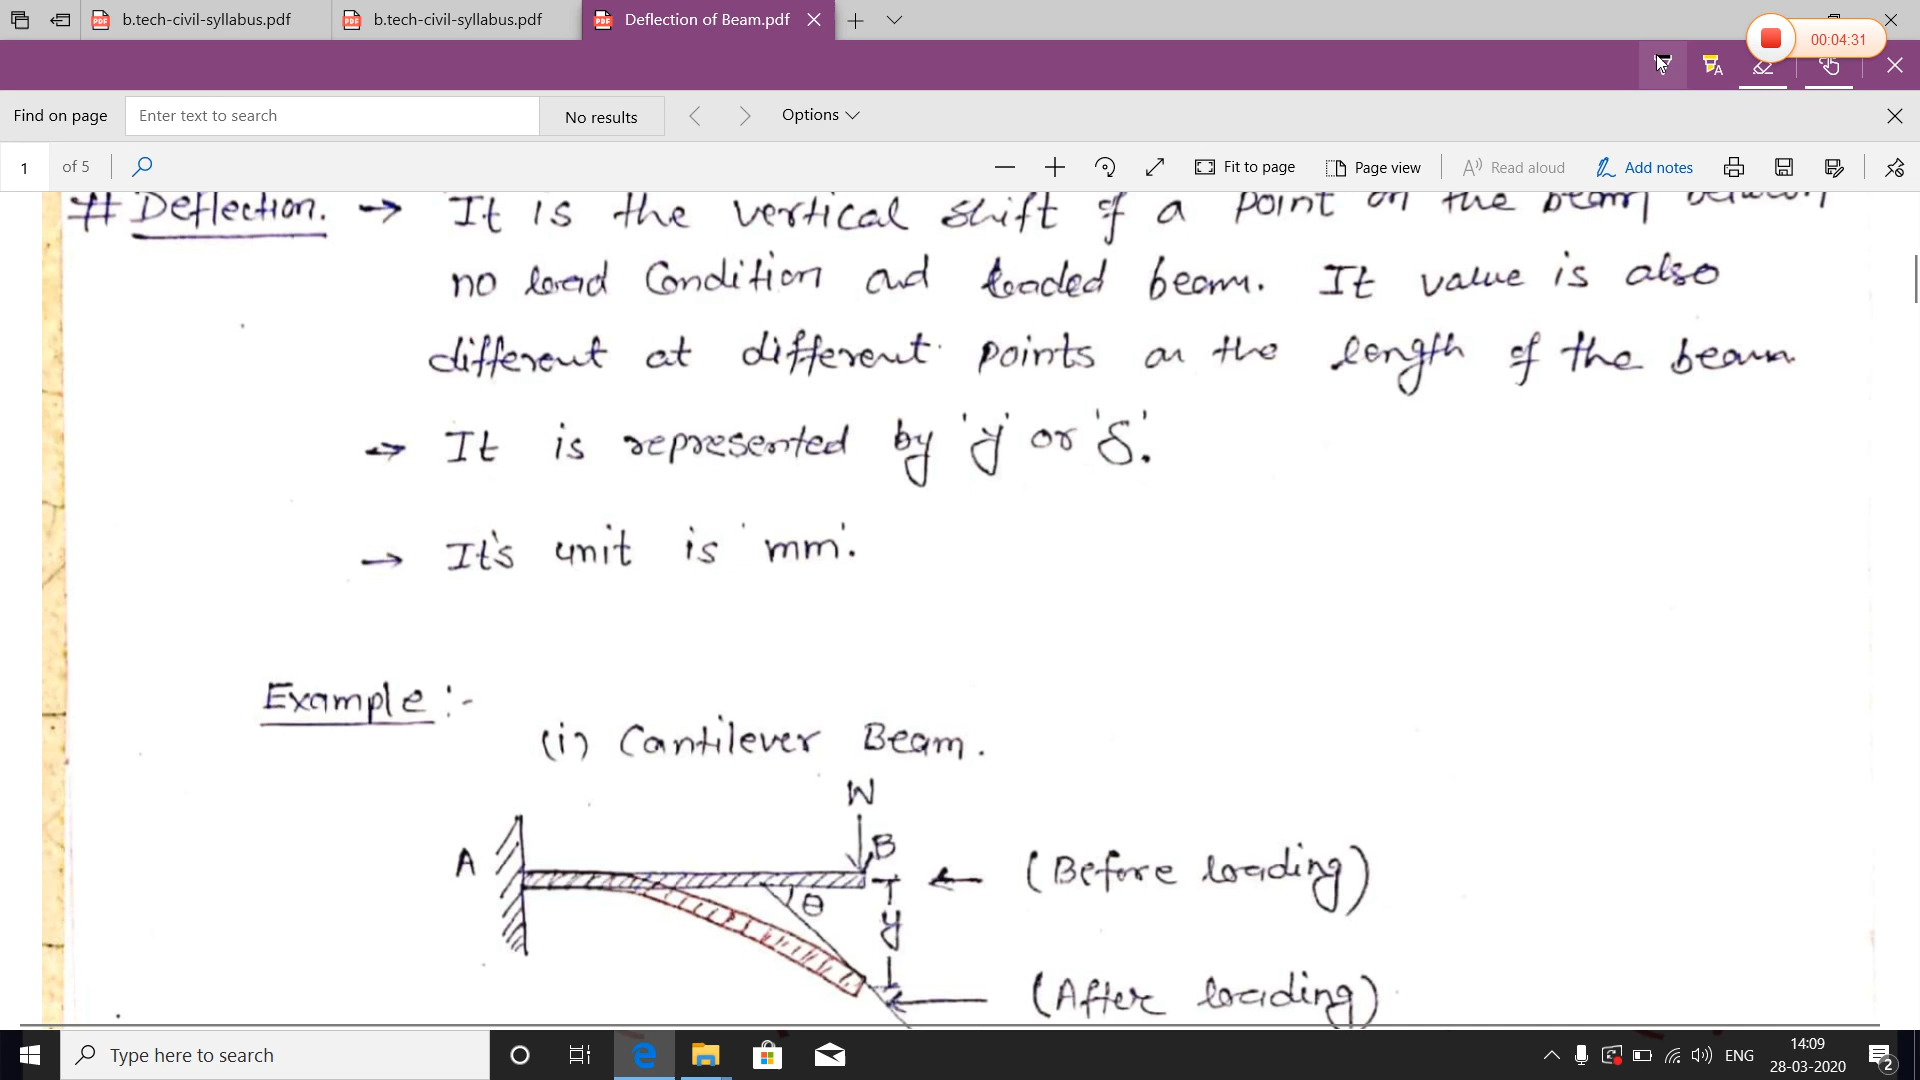 b.tech-civil-syllabus.pdf
b.tech-civil-syllabus.pdf
Deflection of Beam.pdf
00:04:31
Find on page
Enter text to search
No results
Options
1 of 5
Fit to page
Page view
Read aloud
Add notes
# Deflection. → It is the vertical shift of a point on the beam between
no load Condition and loaded beam. It value is also
different at different points on the length of the beam
→ It is represented by 'y' or 'δ'.
→ It's unit is 'mm'.
Example :-
(i) Cantilever Beam.
W
A
B
(Before loading)
θ
y
(After loading)
Type here to search
ENG
14:09
28-03-2020
2